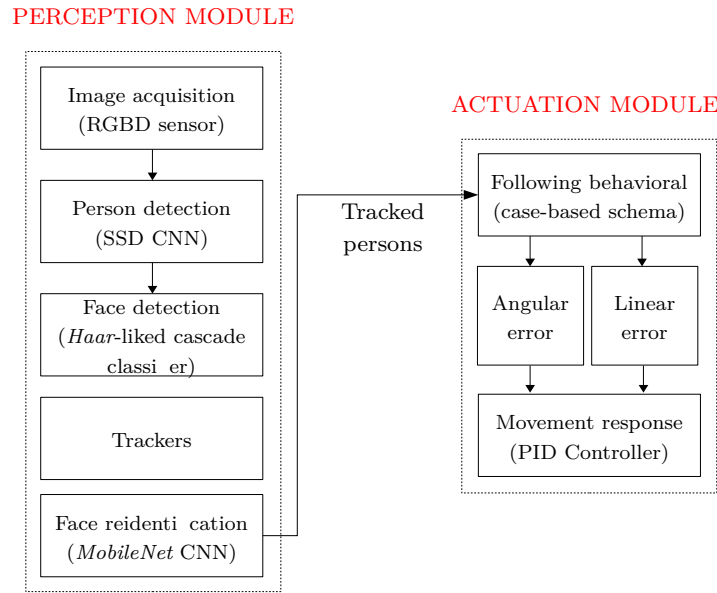 PERCEPTION MODULE
Image acquisition
(RGBD sensor)
Person detection
(SSD CNN)
Face detection
(Haar-liked cascade
classi er)
Trackers
Face reidenti cation
(MobileNet CNN)
Tracked
persons
ACTUATION MODULE
Following behavioral
(case-based schema)
Angular
error
Linear
error
Movement response
(PID Controller)